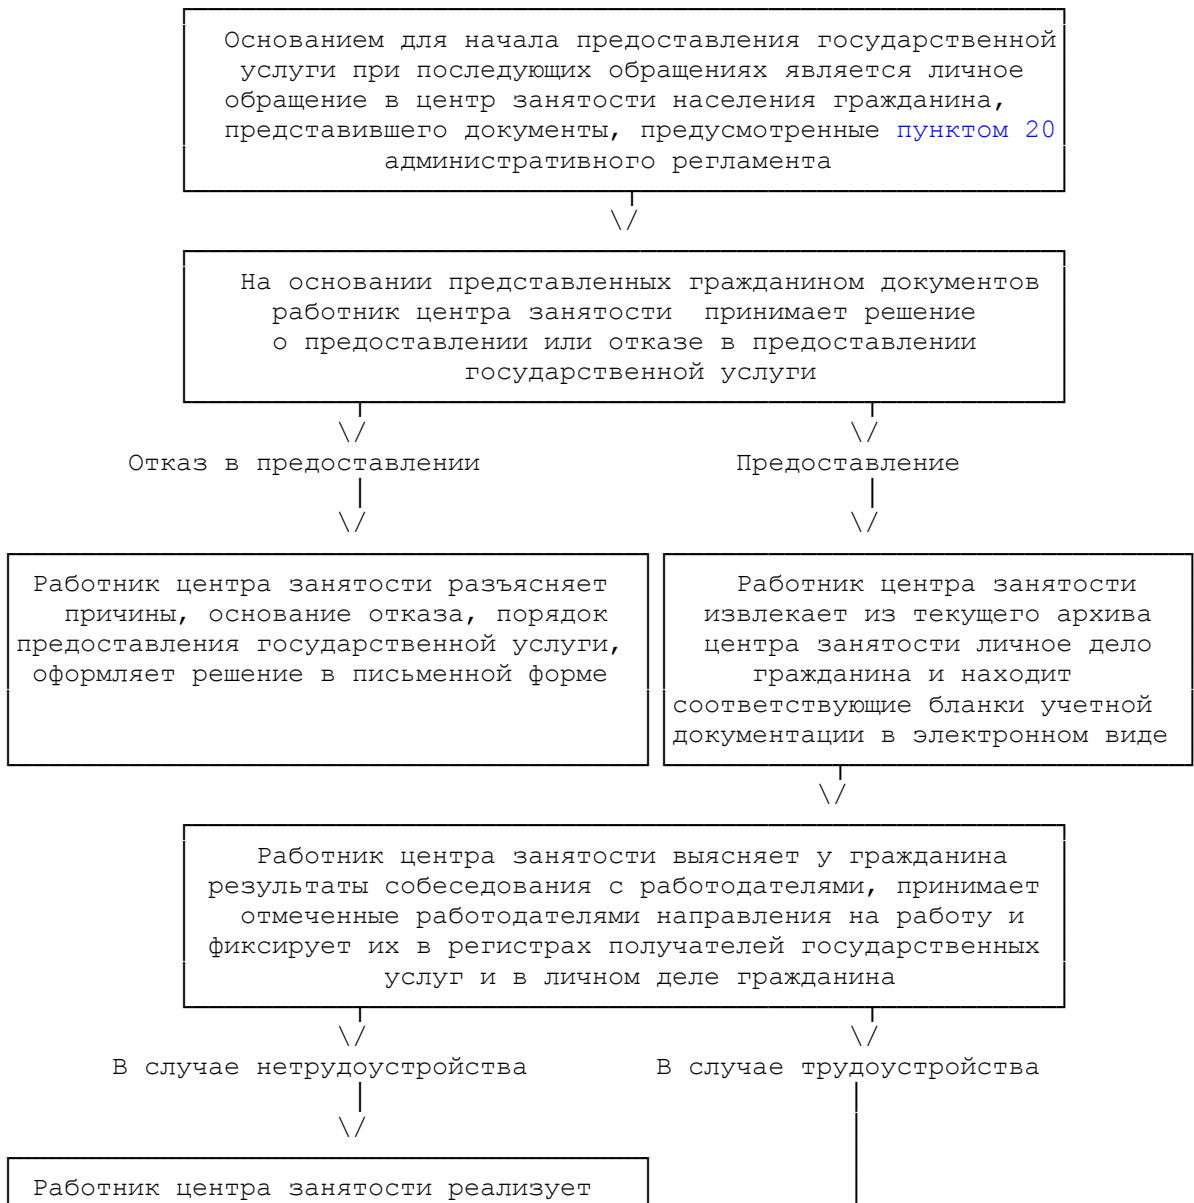 Основанием для начала предоставления государственной
услуги при последующих обращениях является личное
обращение в центр занятости населения гражданина,
представившего документы, предусмотренные пунктом 20
административного регламента
На основании представленных гражданином документов
работник центра занятости принимает решение
о предоставлении или отказе в предоставлении
государственной услуги
Отказ в предоставлении
Предоставление
Работник центра занятости разъясняет
причины, основание отказа, порядок
предоставления государственной услуги,
оформляет решение в письменной форме
Работник центра занятости
извлекает из текущего архива
центра занятости личное дело
гражданина и находит
соответствующие бланки учетной
документации в электронном виде
Работник центра занятости выясняет у гражданина
результаты собеседования с работодателями, принимает
отмеченные работодателями направления на работу и
фиксирует их в регистрах получателей государственных
услуг и в личном деле гражданина
В случае нетрудоустройства
В случае трудоустройства
Работник центра занятости реализует